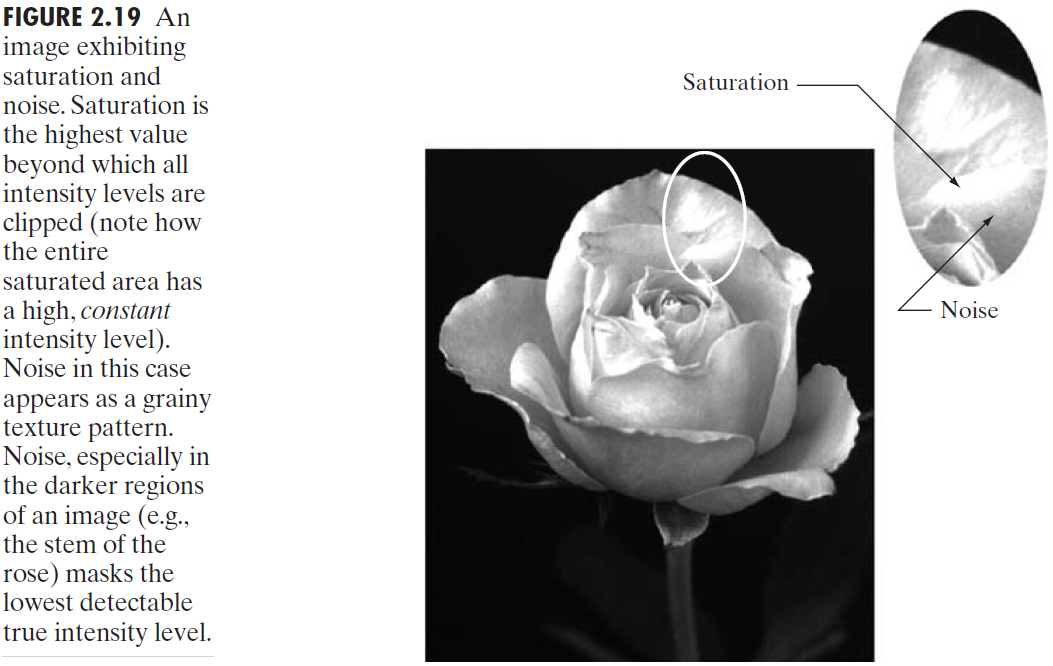 FIGURE 2.19 An
image exhibiting
saturation and
noise. Saturation is
the highest value
beyond which all
intensity levels are
clipped (note how
the entire
saturated area has
a high, constant
intensity level).
Noise in this case
appears as a grainy
texture pattern.
Noise, especially in
the darker regions
of an image (e.g.,
the stem of the
rose) masks the
lowest detectable
true intensity level.
Saturation
Noise